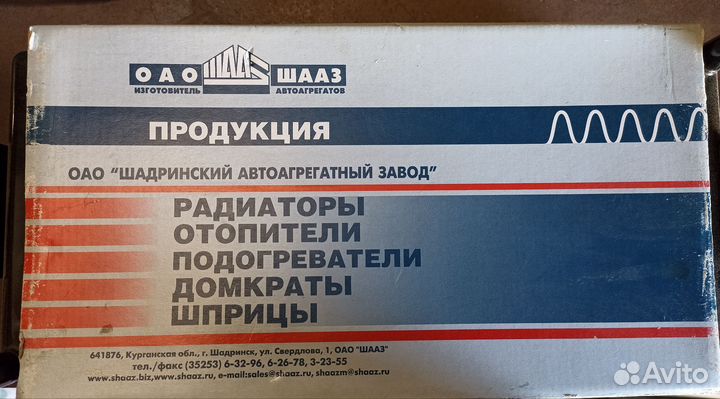 ОАО ШААЗ ШААЗ
ИЗГОТОВИТЕЛЬ АВТОАГРЕГАТОВ
ПРОДУКЦИЯ
ОАО "ШАДРИНСКИЙ АВТОАГРЕГАТНЫЙ ЗАВОД"
РАДИАТОРЫ
ОТОПИТЕЛИ
ПОДОГРЕВАТЕЛИ
ДОМКРАТЫ
ШПРИЦЫ
641876, Курганская обл., г. Шадринск, ул. Свердлова, 1, ОАО "ШААЗ"
тел./факс (35253) 6-32-96, 6-26-78, 3-23-55
www.shaaz.biz,www.shaaz.ru, e-mail:sales@shaaz.ru, shaazm@shaaz.ru
Avito